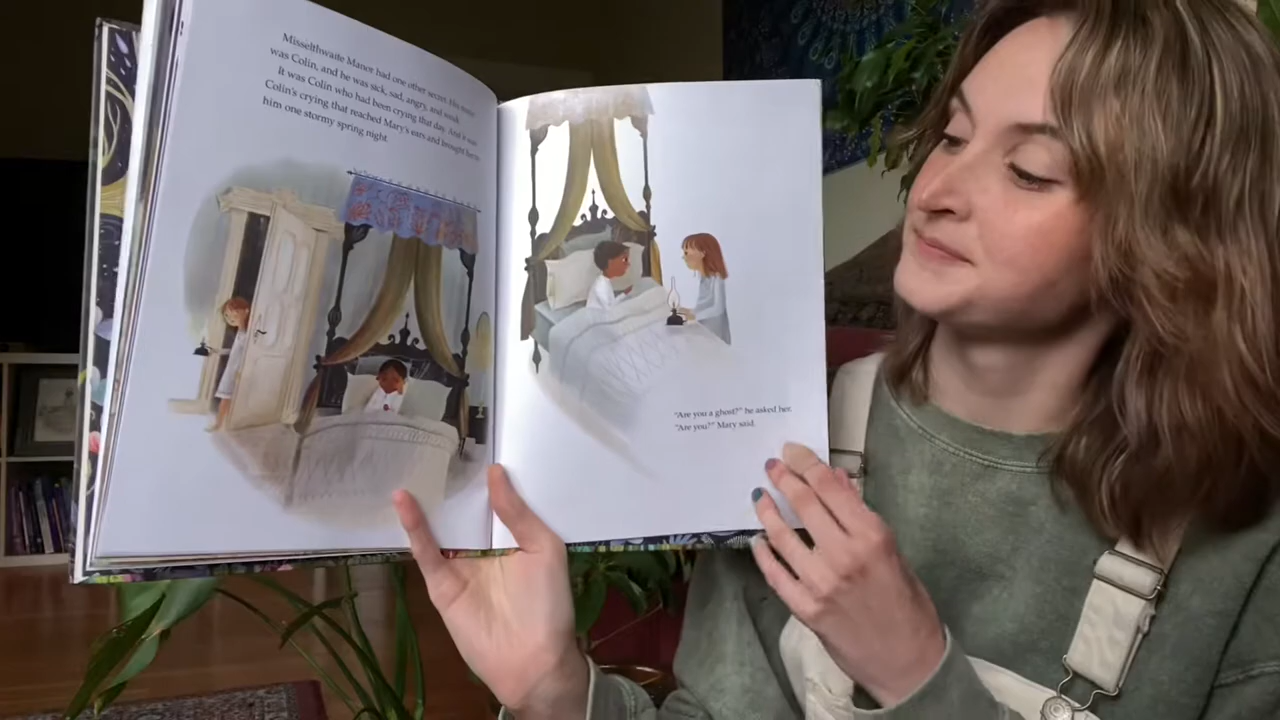 Misselthwaite Manor had one other secret. His name
was Colin, and he was sick, sad, angry, and weak.
It was Colin who had been crying that day. And it was
Colin's crying that reached Mary's ears and brought her to
him one stormy spring night.
"Are you a ghost?" he asked her.
"Are you?" Mary said.